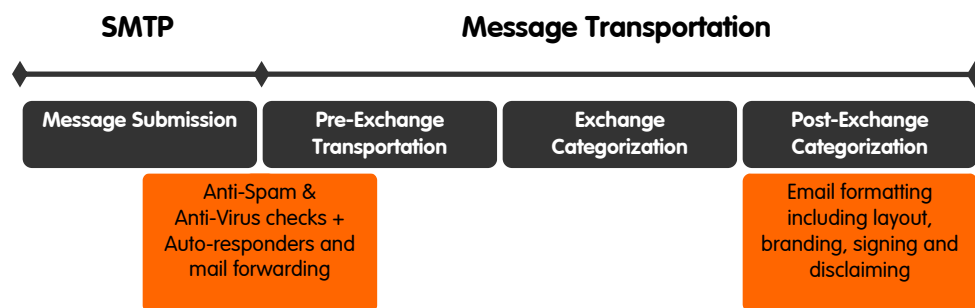 SMTP
Message Transportation
Message Submission
Pre-Exchange
Transportation
Exchange
Categorization
Post-Exchange
Categorization
Anti-Spam &
Anti-Virus checks +
Auto-responders and
mail forwarding
Email formatting
including layout,
branding, signing and
disclaiming